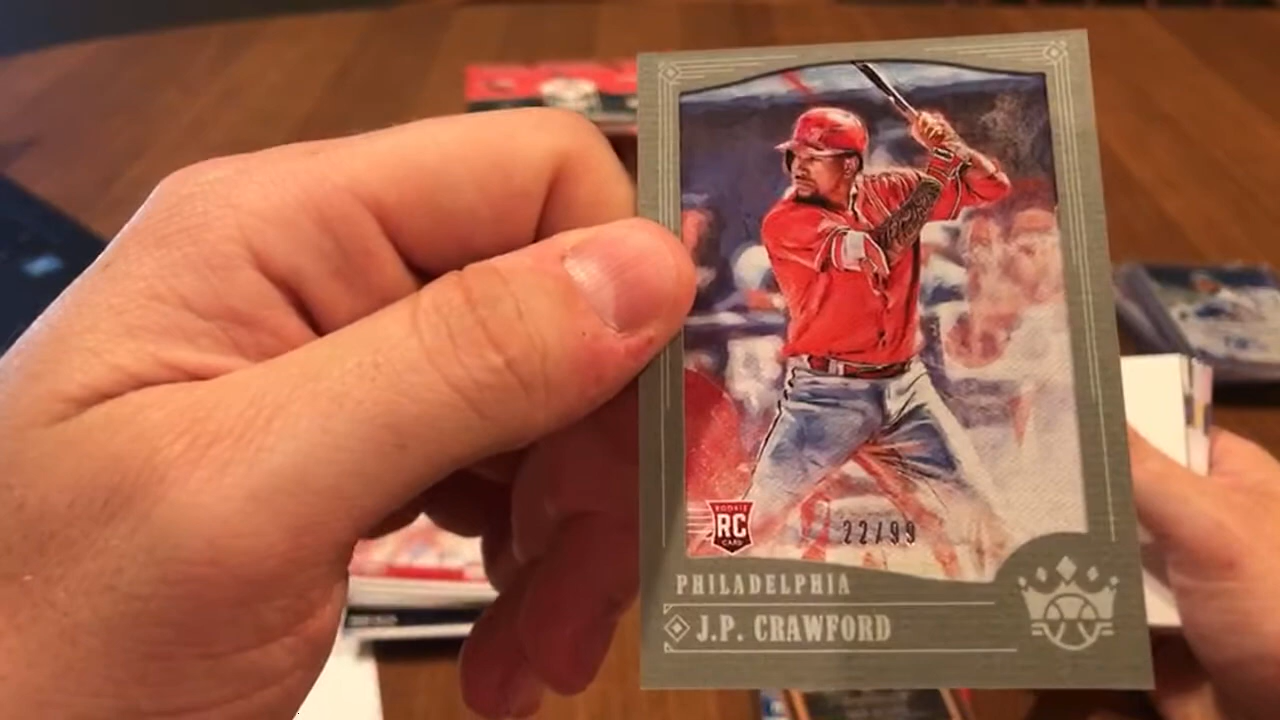 ROOKIE
RC
CARD
22/99
PHILADELPHIA
J.P. CRAWFORD